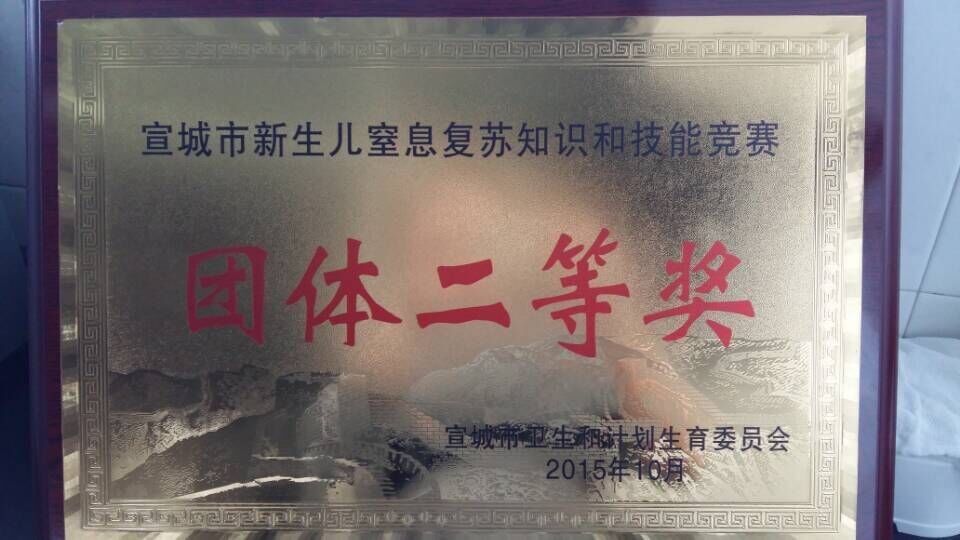 宣城市新生儿窒息复苏知识和技能竞赛
团体二等奖
宣城市卫生和计划生育委员会
2015年10月